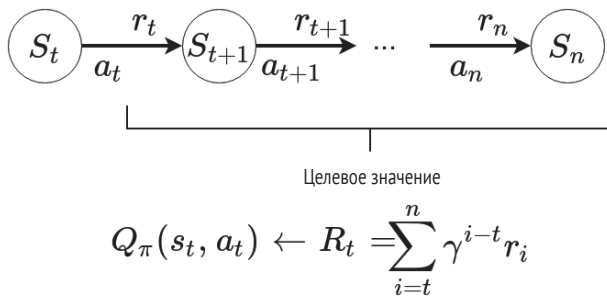 r_t r_{t+1} r_n
S_t S_{t+1} ... S_n
a_t a_{t+1} a_n
Целевое значение
Q_π(s_t, a_t) ← R_t = ∑_{i=t}^{n} γ^{i−t} r_i